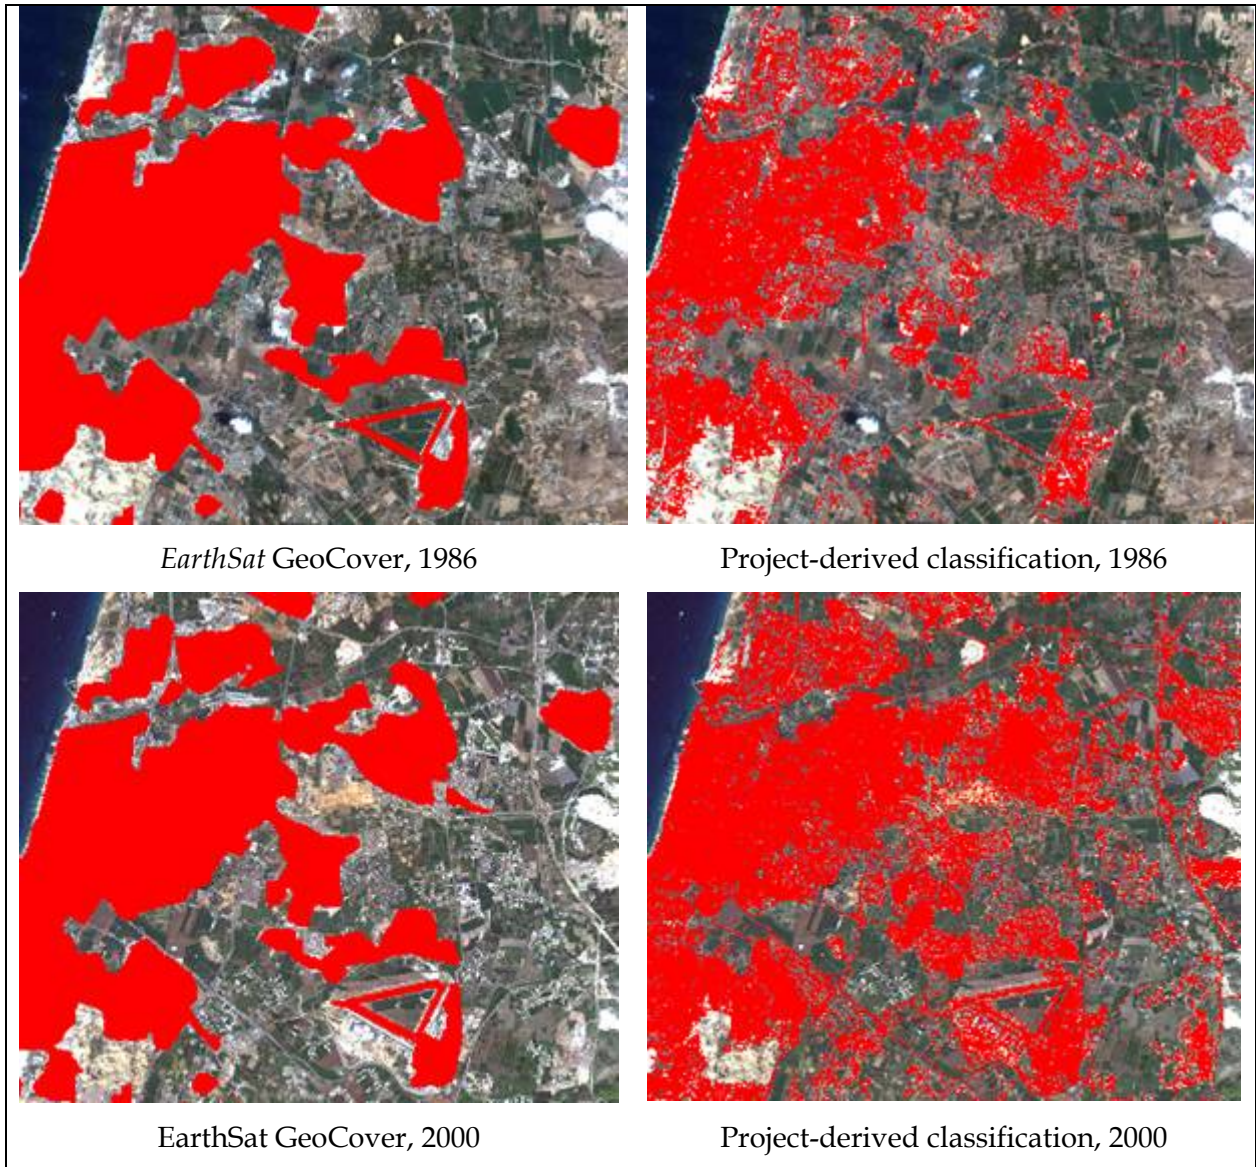 EarthSat GeoCover, 1986
Project-derived classification, 1986
EarthSat GeoCover, 2000
Project-derived classification, 2000